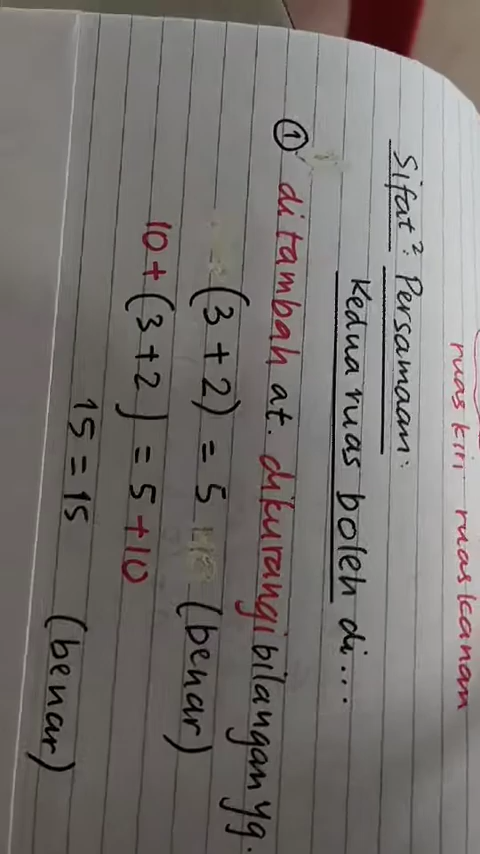 ruas kiri ruas kanan
Sifat²: Persamaan:
Kedua ruas boleh di...
① ditambah at. dikurangi bilangan yg.
(3 + 2) = 5 (benar)
10 + (3 + 2) = 5 + 10
15 = 15 (benar)